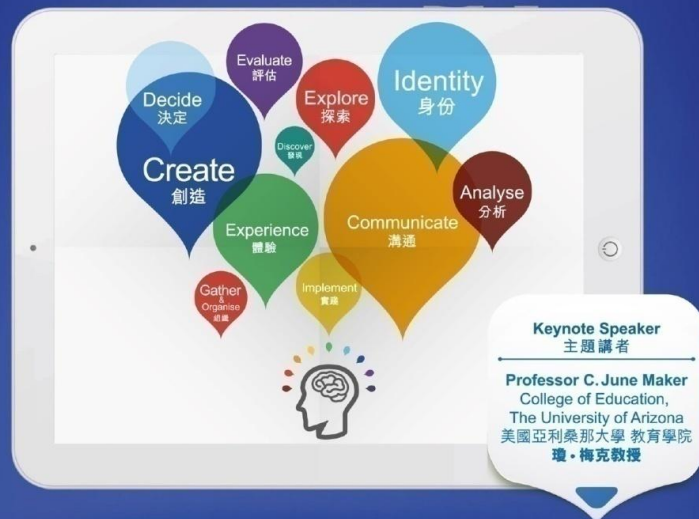 Evaluate
評估
Identity
身份
Decide
決定
Explore
探索
Discover
發現
Create
創造
Analyse
分析
Experience
體驗
Communicate
溝通
Gather
&
Organise
組織
Implement
實踐
Keynote Speaker
主題講者
Professor C. June Maker
College of Education,
The University of Arizona
美國亞利桑那大學 教育學院
瓊·梅克教授